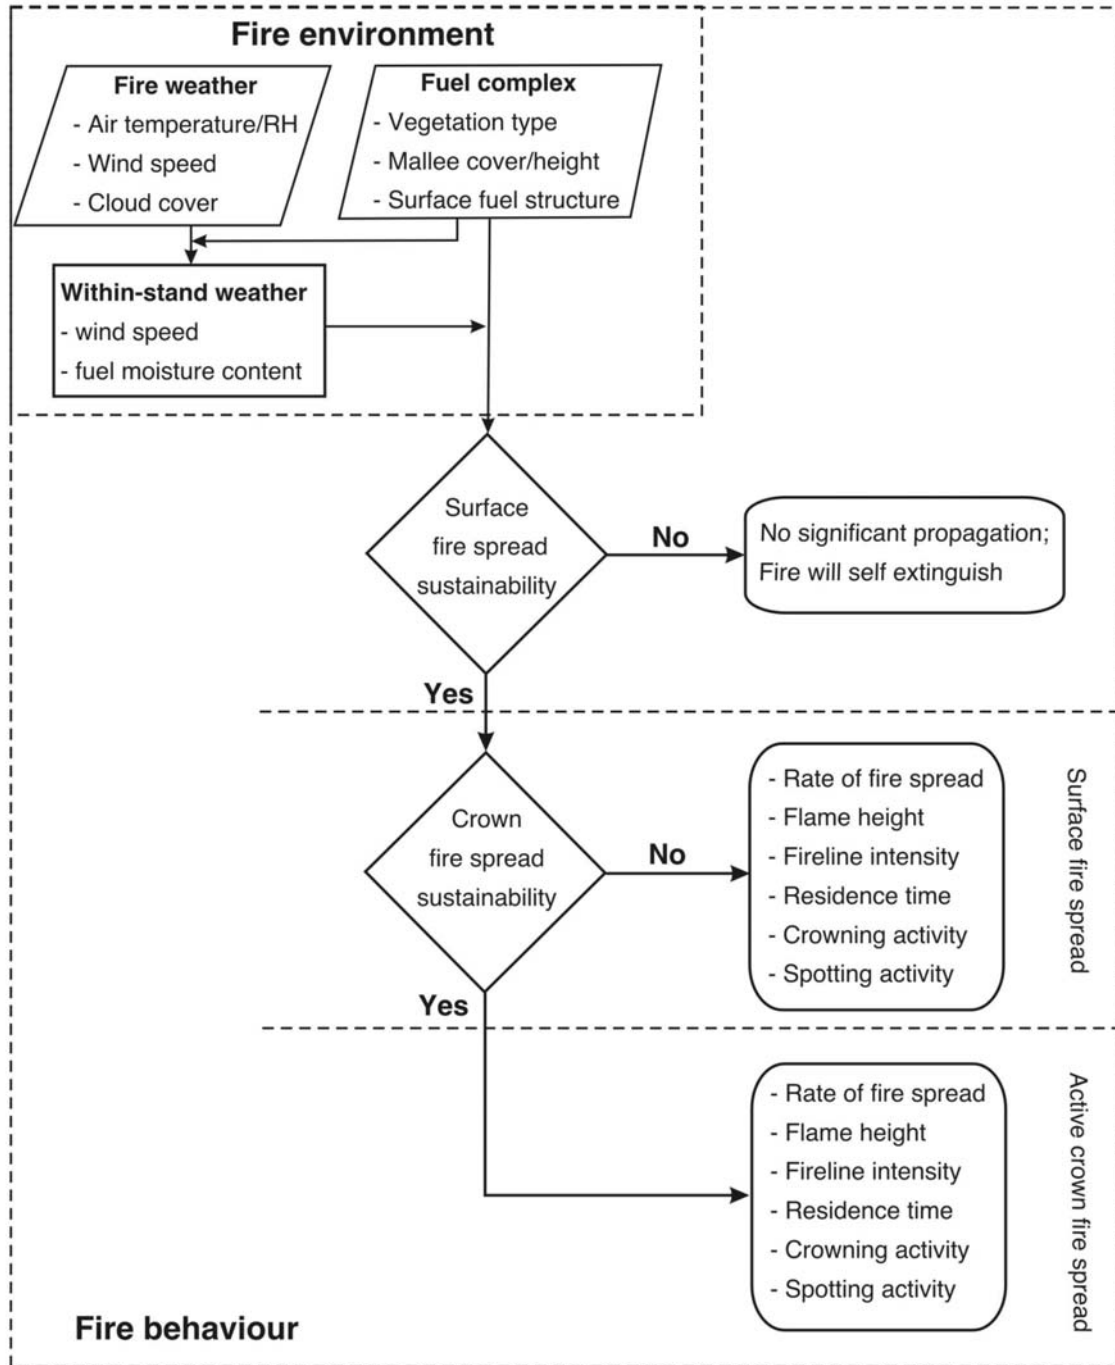 Fire environment
Fire weather
- Air temperature/RH
- Wind speed
- Cloud cover
Fuel complex
- Vegetation type
- Mallee cover/height
- Surface fuel structure
Within-stand weather
- wind speed
- fuel moisture content
Surface
fire spread
sustainability
No
No significant propagation;
Fire will self extinguish
Yes
Crown
fire spread
sustainability
No
- Rate of fire spread
- Flame height
- Fireline intensity
- Residence time
- Crowning activity
- Spotting activity
Surface fire spread
Yes
- Rate of fire spread
- Flame height
- Fireline intensity
- Residence time
- Crowning activity
- Spotting activity
Active crown fire spread
Fire behaviour